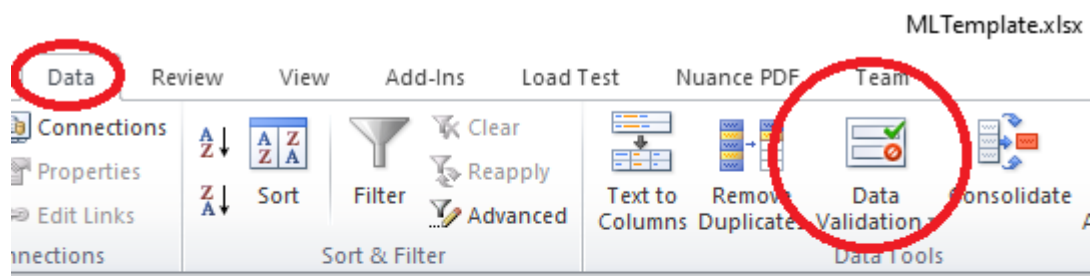 MLTemplate.xlsx
Data Review View Add-Ins Load Test Nuance PDF Team
Connections Clear
Properties Reapply
Edit Links Sort Filter Advanced
Text to Columns
Remove Duplicates
Data Validation
Consolidate
Sort & Filter Data Tools